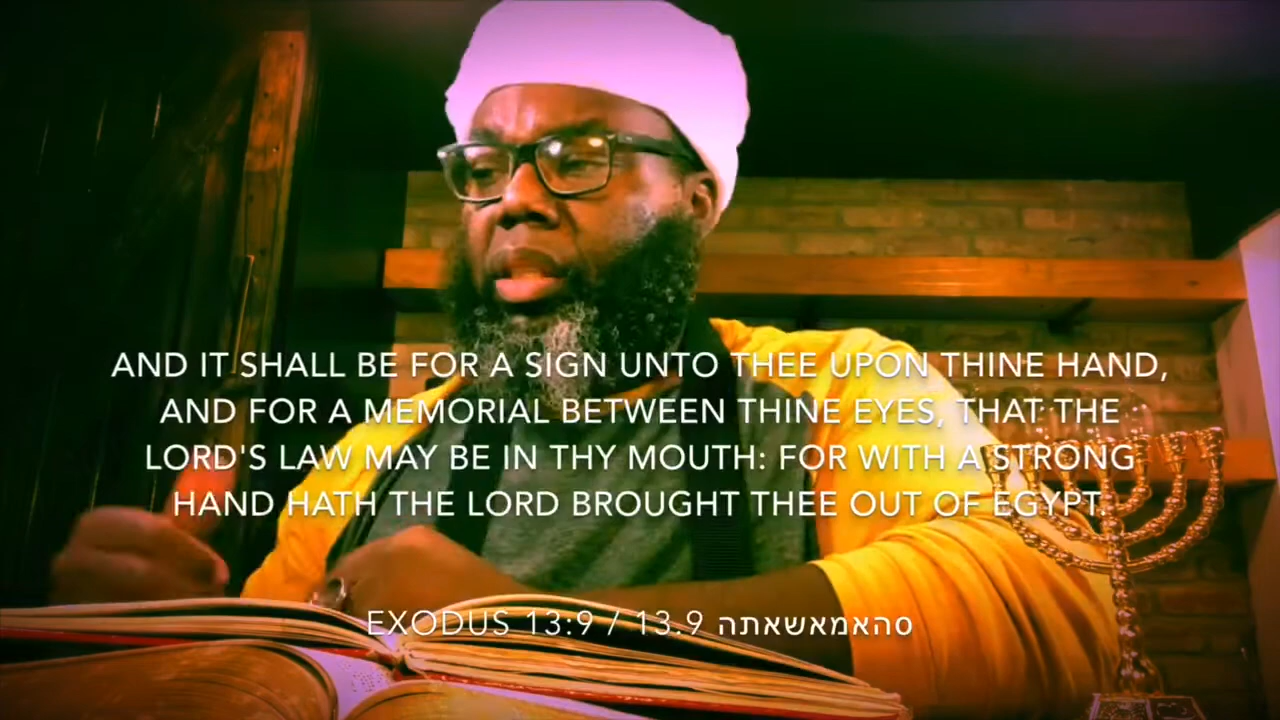 AND IT SHALL BE FOR A SIGN UNTO THEE UPON THINE HAND,
AND FOR A MEMORIAL BETWEEN THINE EYES, THAT THE
LORD'S LAW MAY BE IN THY MOUTH: FOR WITH A STRONG
HAND HATH THE LORD BROUGHT THEE OUT OF EGYPT.
EXODUS 13:9 / 13.9 סהאמאשאתה